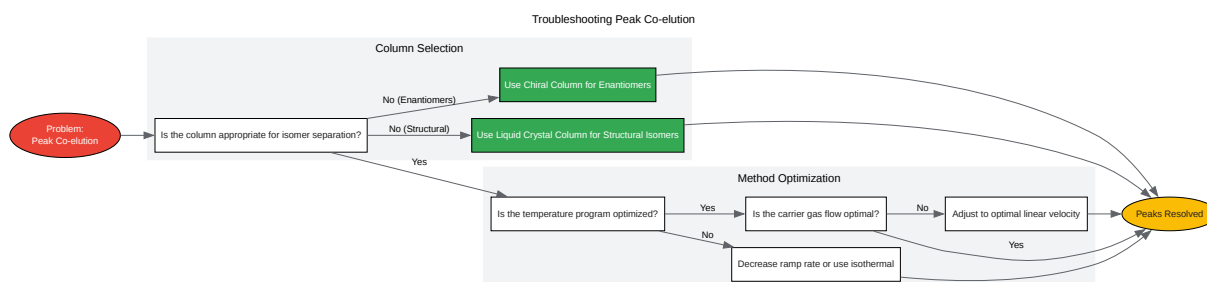 Troubleshooting Peak Co-elution
Column Selection
Use Chiral Column for Enantiomers
No (Enantiomers)
Problem:
Peak Co-elution
Is the column appropriate for isomer separation?
No (Structural)
Use Liquid Crystal Column for Structural Isomers
Yes
Method Optimization
Is the temperature program optimized?
Yes
Is the carrier gas flow optimal?
No
Adjust to optimal linear velocity
Peaks Resolved
No
Yes
Decrease ramp rate or use isothermal